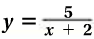 y = 5 / (x + 2)